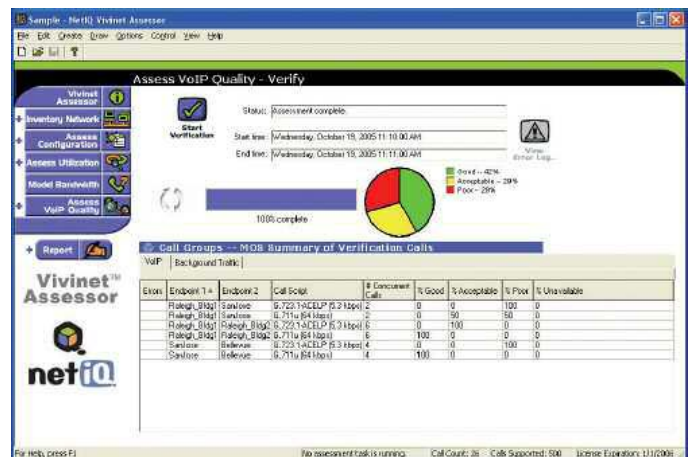 Sample - NetIQ Vivinet Assessor
File Edit Create Draw Options Control View Help
Assess VoIP Quality - Verify
Vivinet Assessor
Inventory Network
Assess Configuration
Assess Utilization
Model Bandwidth
Assess VoIP Quality
Report
Vivinet™ Assessor
netiQ
Start Verification
Status: Assessment complete.
Start time: Wednesday, October 19, 2005 11:10:00 AM
End time: Wednesday, October 19, 2005 11:11:00 AM
View Error Log...
100% complete
Good -- 42%
Acceptable -- 29%
Poor -- 28%
Call Groups -- MOS Summary of Verification Calls
VoIP Background Traffic
Errors Endpoint 1 Endpoint 2 Call Script # Concurrent Calls % Good % Acceptable % Poor % Unavailable
Raleigh_Bldg1 SanJose G.723.1-ACELP (5.3 kbps) 2 0 0 100 0
Raleigh_Bldg1 SanJose G.711u (64 kbps) 2 0 50 50 0
Raleigh_Bldg1 Raleigh_Bldg2 G.723.1-ACELP (5.3 kbps) 6 0 100 0 0
Raleigh_Bldg1 Raleigh_Bldg2 G.711u (64 kbps) 6 100 0 0 0
SanJose Bellevue G.723.1-ACELP (5.3 kbps) 4 0 0 100 0
SanJose Bellevue G.711u (64 kbps) 4 100 0 0 0
For Help, press F1
No assessment task is running.
Call Count: 26
Calls Supported: 500
License Expiration: 1/1/2006